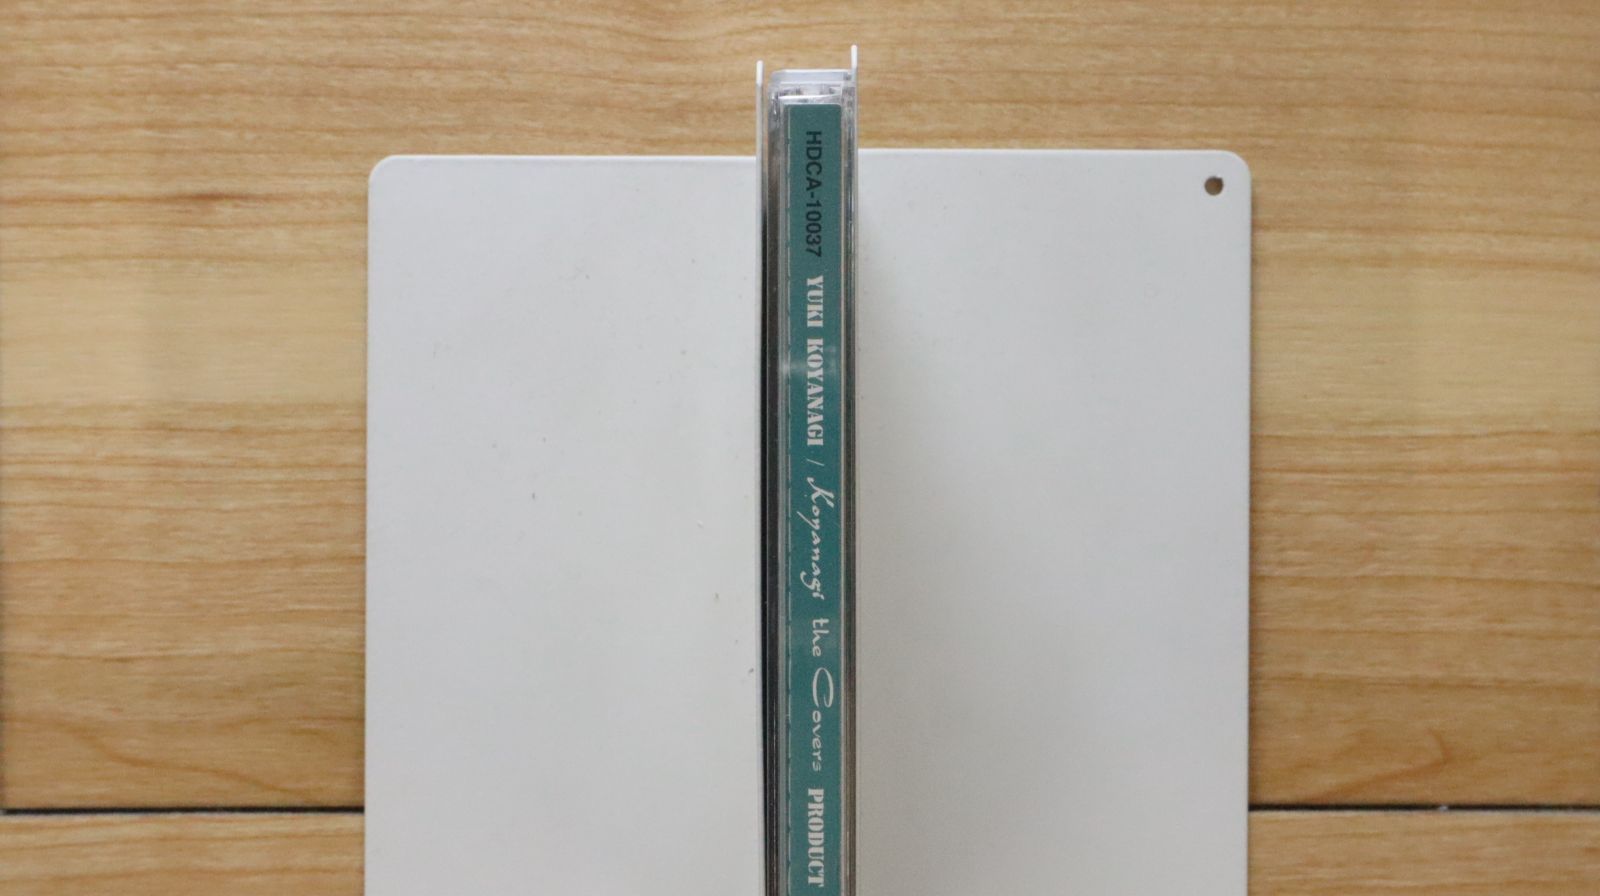 HDCA-10037 YUKI KOYANAGI / Koyanagi the Covers PRODUCT